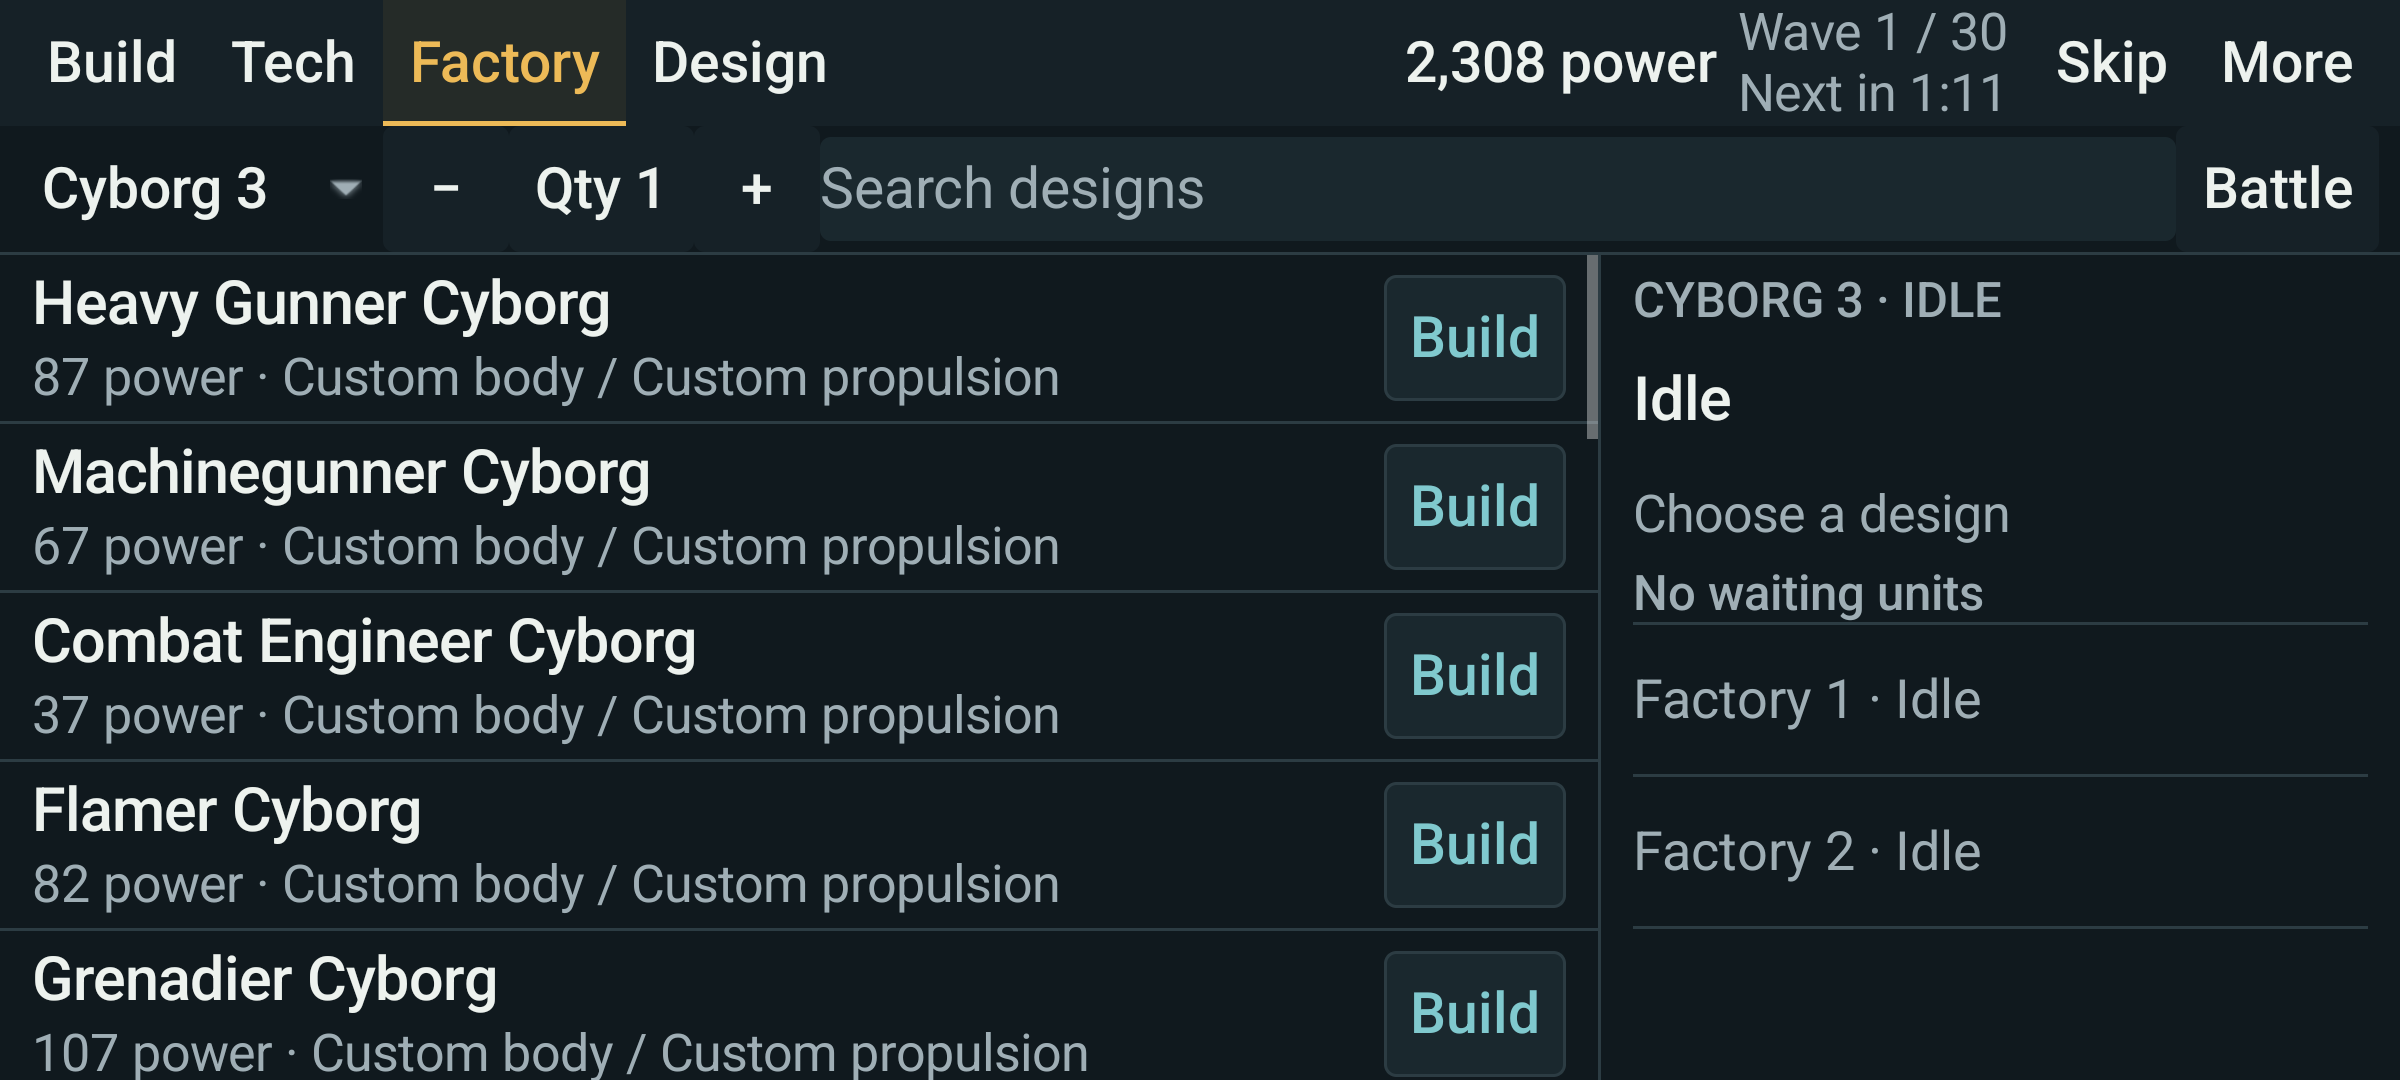 Build Tech Factory Design 2,308 power Wave 1 / 30 Skip More
Next in 1:11
Cyborg 3 - Qty 1 + Search designs Battle
Heavy Gunner Cyborg
87 power · Custom body / Custom propulsion
Build
Machinegunner Cyborg
67 power · Custom body / Custom propulsion
Build
Combat Engineer Cyborg
37 power · Custom body / Custom propulsion
Build
Flamer Cyborg
82 power · Custom body / Custom propulsion
Build
Grenadier Cyborg
107 power · Custom body / Custom propulsion
Build
CYBORG 3 · IDLE
Idle
Choose a design
No waiting units
Factory 1 · Idle
Factory 2 · Idle